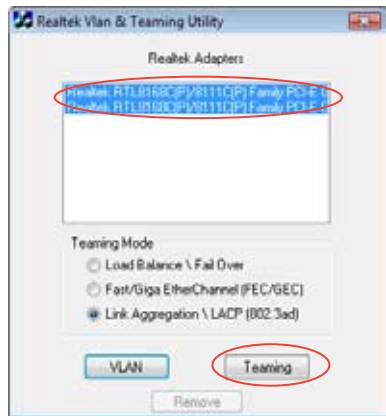 Realtek Vlan & Teaming Utility
Realtek Adapters
Realtek RTL8168C(P)/8111C(P) Family PCI-E G
Realtek RTL8168C(P)/8111C(P) Family PCI-E G
Teaming Mode
Load Balance \ Fail Over
Fast/Giga EtherChannel (FEC/GEC)
Link Aggregation \ LACP (802.3ad)
VLAN
Teaming
Remove